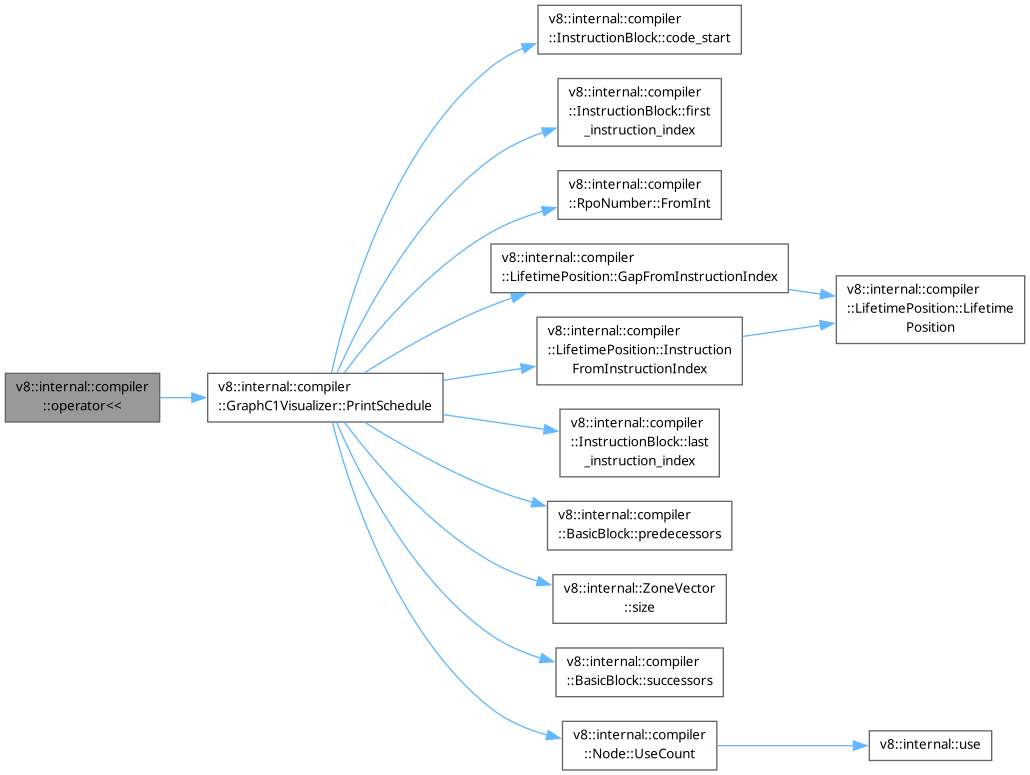 v8::internal::compiler
::InstructionBlock::code_start
v8::internal::compiler
::InstructionBlock::first
_instruction_index
v8::internal::compiler
::RpoNumber::FromInt
v8::internal::compiler
::LifetimePosition::GapFromInstructionIndex
v8::internal::compiler
::LifetimePosition::Lifetime
Position
v8::internal::compiler
::LifetimePosition::Instruction
FromInstructionIndex
v8::internal::compiler
::operator<<
v8::internal::compiler
::GraphC1Visualizer::PrintSchedule
v8::internal::compiler
::InstructionBlock::last
_instruction_index
v8::internal::compiler
::BasicBlock::predecessors
v8::internal::ZoneVector
::size
v8::internal::compiler
::BasicBlock::successors
v8::internal::compiler
::Node::UseCount
v8::internal::use